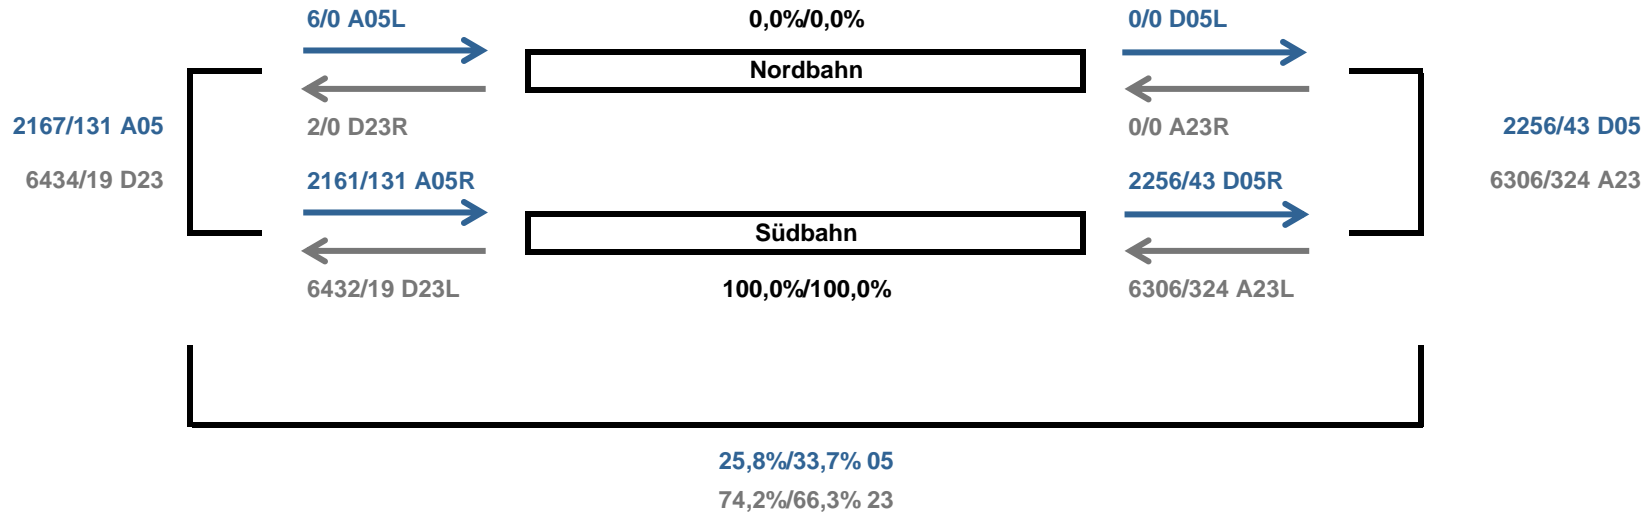 6/0 A05L 0,0%/0,0% 0/0 D05L
Nordbahn
2167/131 A05 2/0 D23R 0/0 A23R 2256/43 D05
6434/19 D23 2161/131 A05R 2256/43 D05R 6306/324 A23
Südbahn
6432/19 D23L 100,0%/100,0% 6306/324 A23L
25,8%/33,7% 05
74,2%/66,3% 23